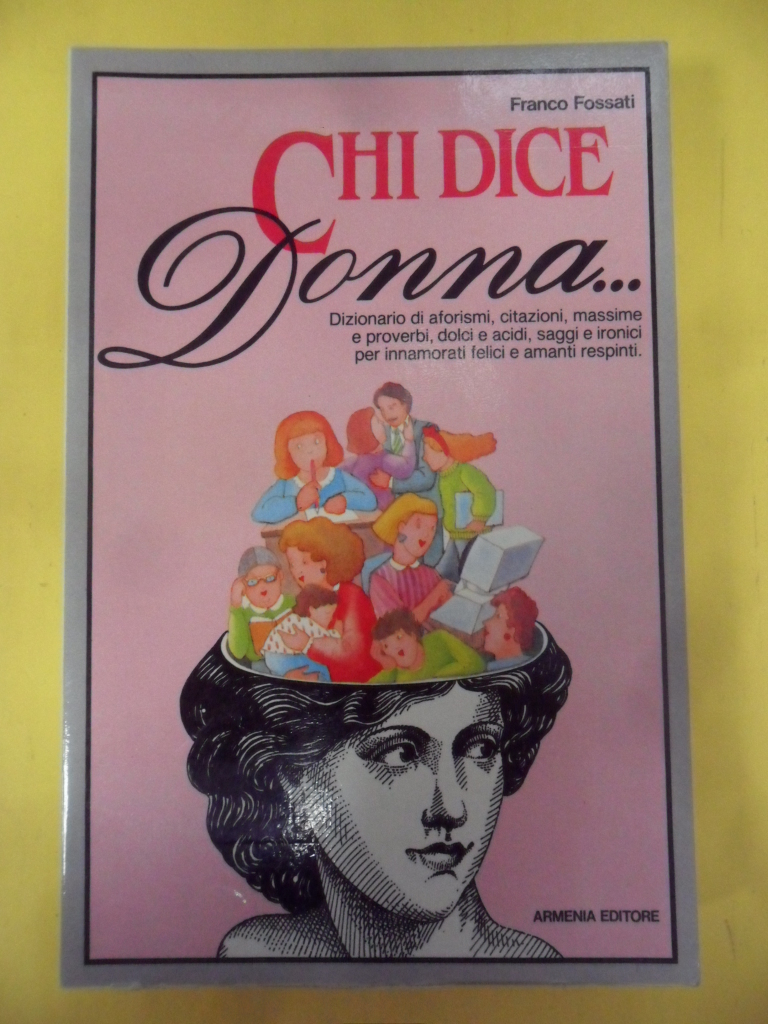 Franco Fossati
CHI DICE
Donna...
Dizionario di aforismi, citazioni, massime
e proverbi, dolci e acidi, saggi e ironici
per innamorati felici e amanti respinti.
ARMENIA EDITORE